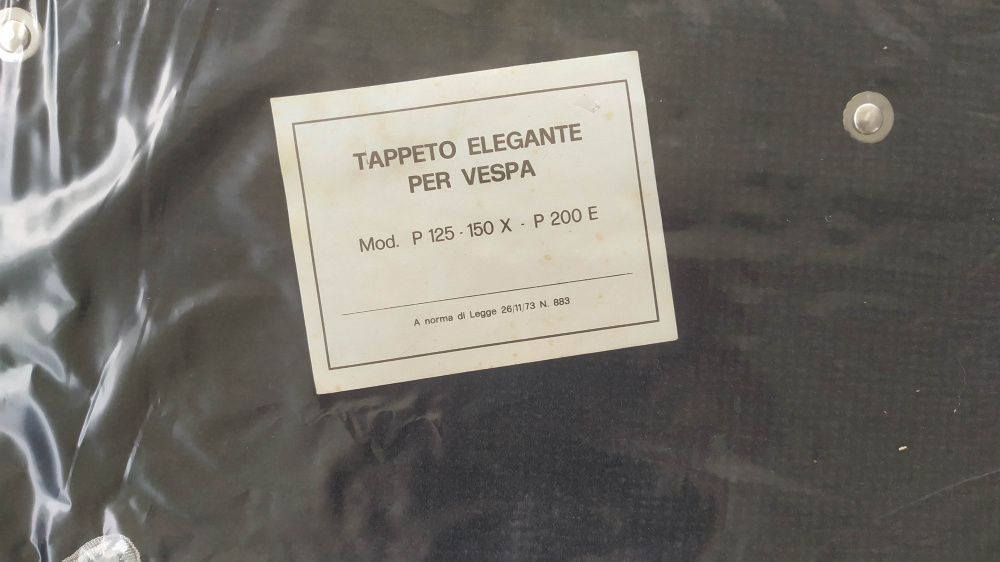 TAPPETO ELEGANTE
PER VESPA
Mod. P 125 - 150 X - P 200 E
A norma di Legge 26/11/73 N. 883